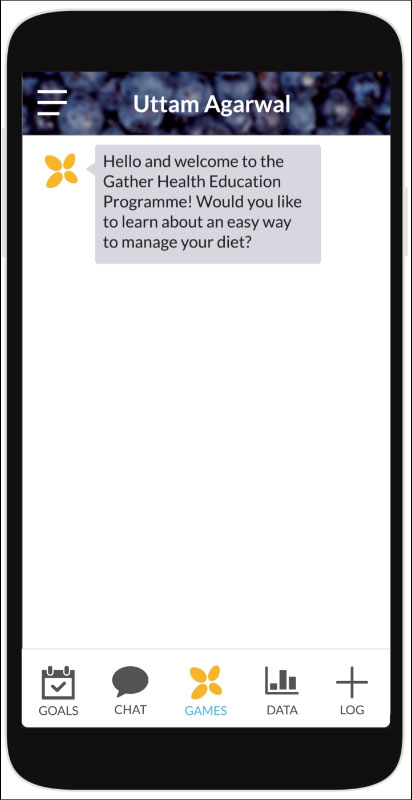 Uttam Agarwal
Hello and welcome to the
Gather Health Education
Programme! Would you like
to learn about an easy way
to manage your diet?
GOALS
CHAT
GAMES
DATA
LOG